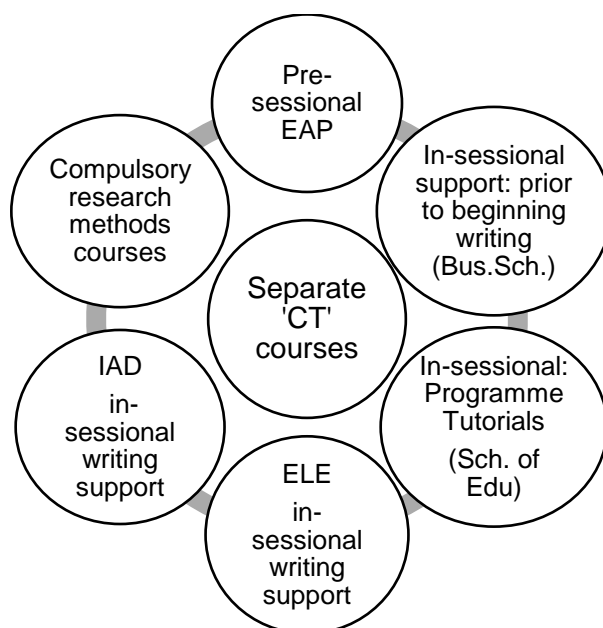 Pre-
sessional
EAP
In-sessional
support: prior
to beginning
writing
(Bus.Sch.)
In-sessional:
Programme
Tutorials
(Sch. of
Edu)
ELE
in-
sessional
writing
support
IAD
in-
sessional
writing
support
Compulsory
research
methods
courses
Separate
'CT'
courses